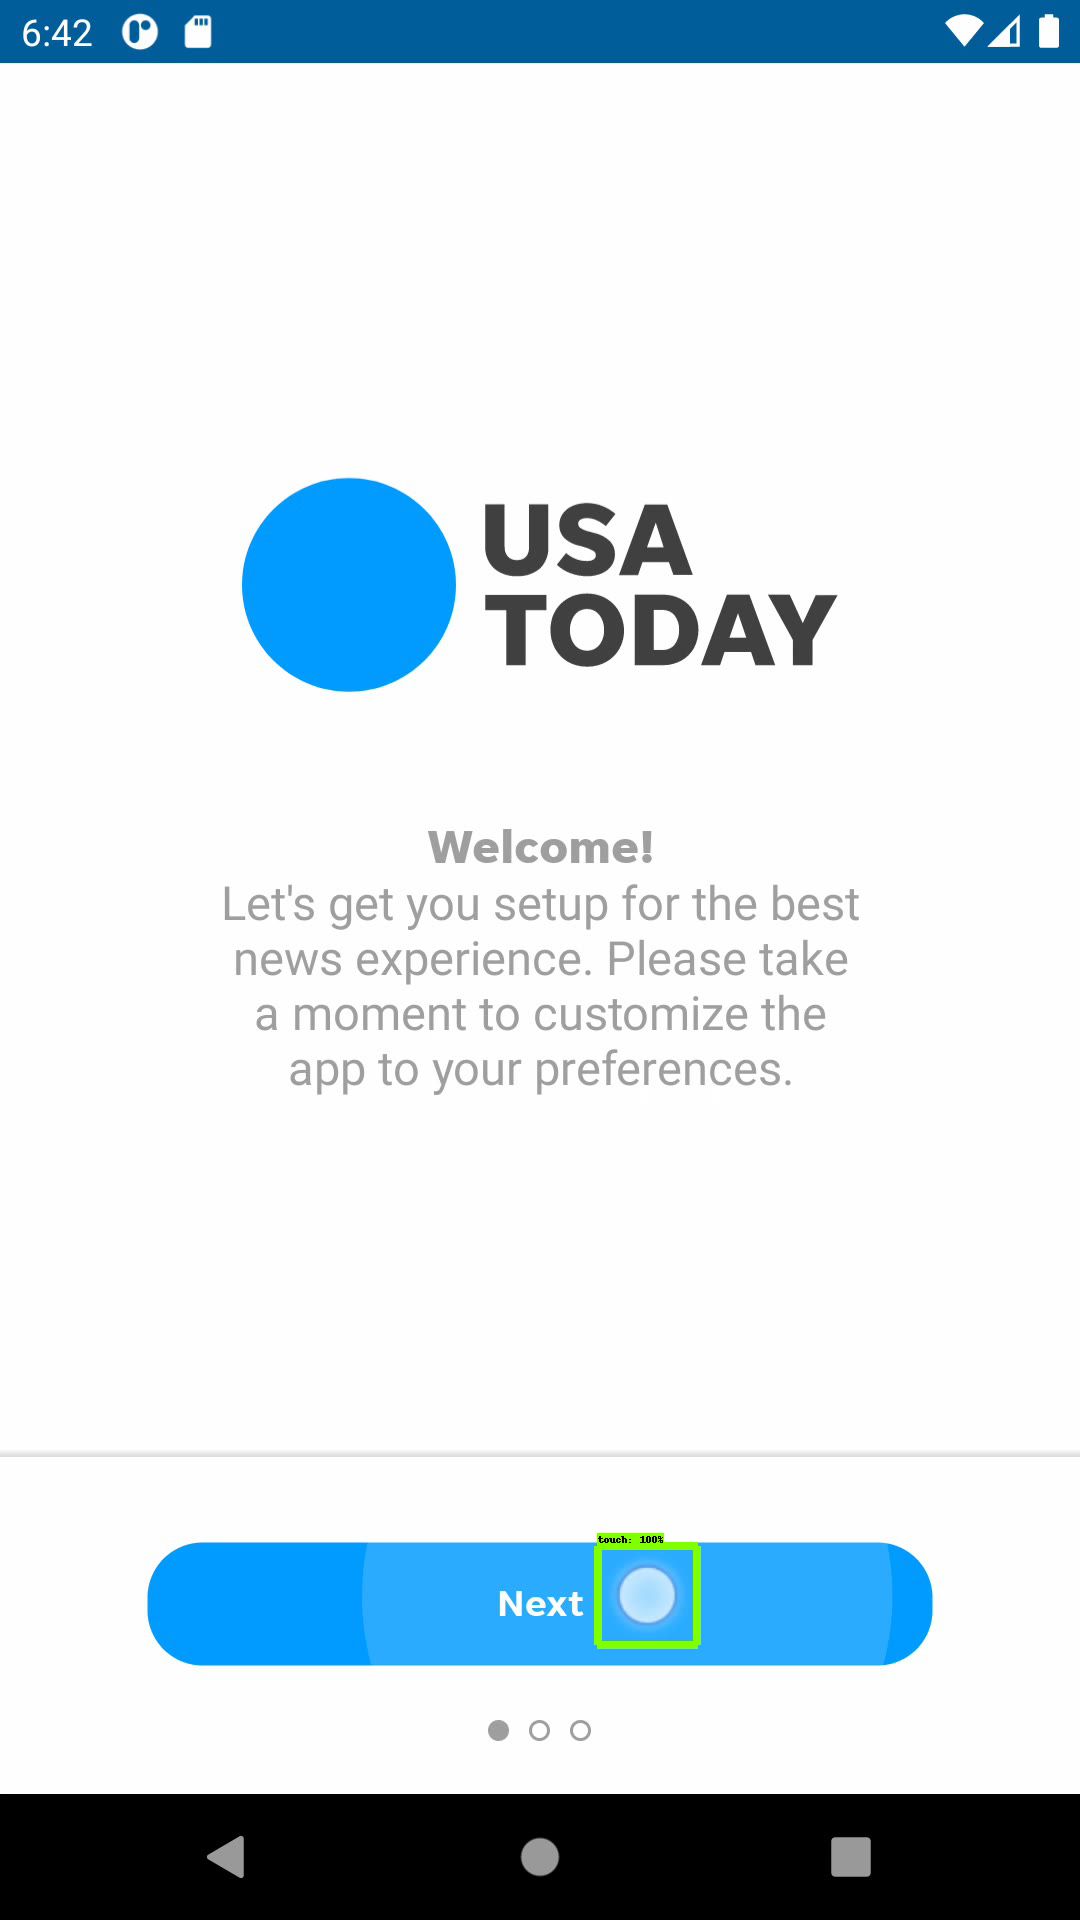 6:42
USA
TODAY
Welcome!
Let's get you setup for the best
news experience. Please take
a moment to customize the
app to your preferences.
touch: 100%
Next